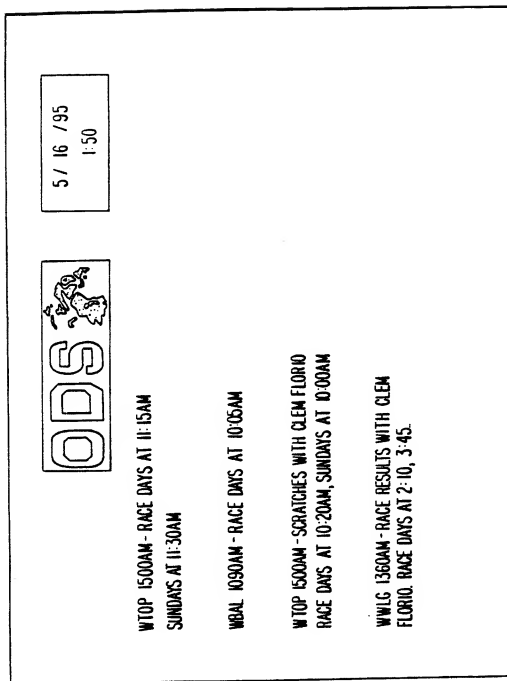 ODS
5/ 16 /95
1:50
WTOP 1500AM - RACE DAYS AT 11:15AM
SUNDAYS AT 11:30AM
WBAL 1090AM - RACE DAYS AT 10:05AM
WTOP 1500AM - SCRATCHES WITH CLEM FLORIO
RACE DAYS AT 10:20AM, SUNDAYS AT 10:00AM
WWLG 1360AM - RACE RESULTS WITH CLEM
FLORIO. RACE DAYS AT 2:10, 3:45.